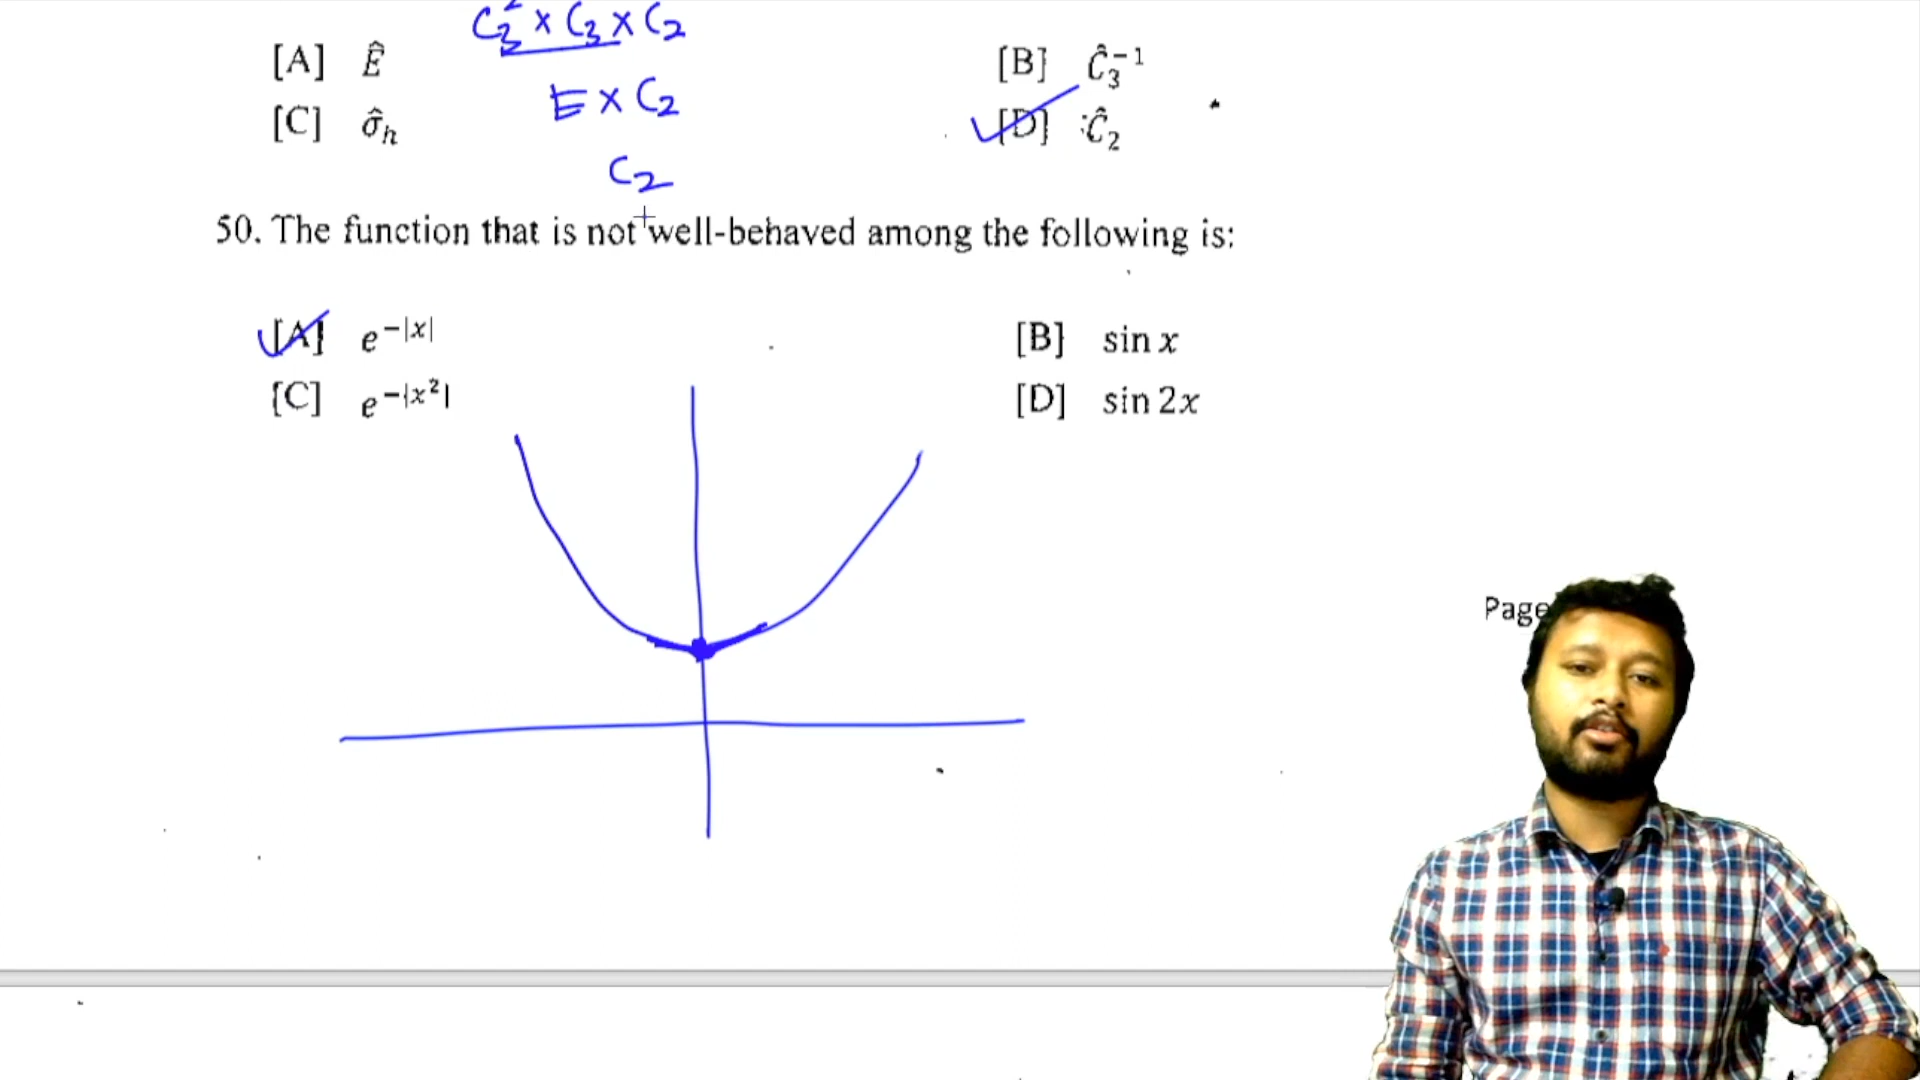 C₃² × C₃ × C₂
[A] Ê
E × C₂
[B] Ĉ₃⁻¹
[C] σ̂ₕ
[D] Ĉ₂
C₂
50. The function that is not well-behaved among the following is:
[A] e^−|x|
[B] sin x
[C] e^−|x²|
[D] sin 2x
Page